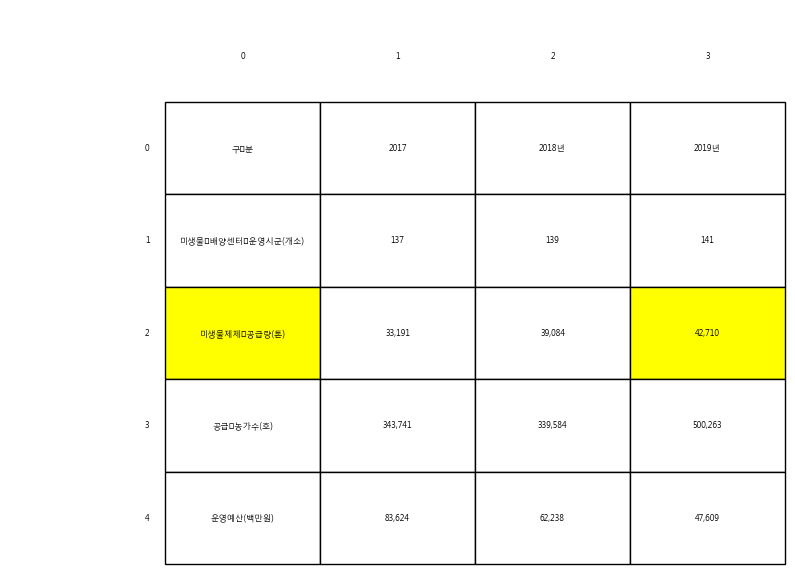 0 1 2 3
0 구▯분 2017 2018년 2019년
1 미생물▯배양센터▯운영시군(개소) 137 139 141
2 미생물제제▯공급량(톤) 33,191 39,084 42,710
3 공급▯농가수(호) 343,741 339,584 500,263
4 운영예산(백만원) 83,624 62,238 47,609